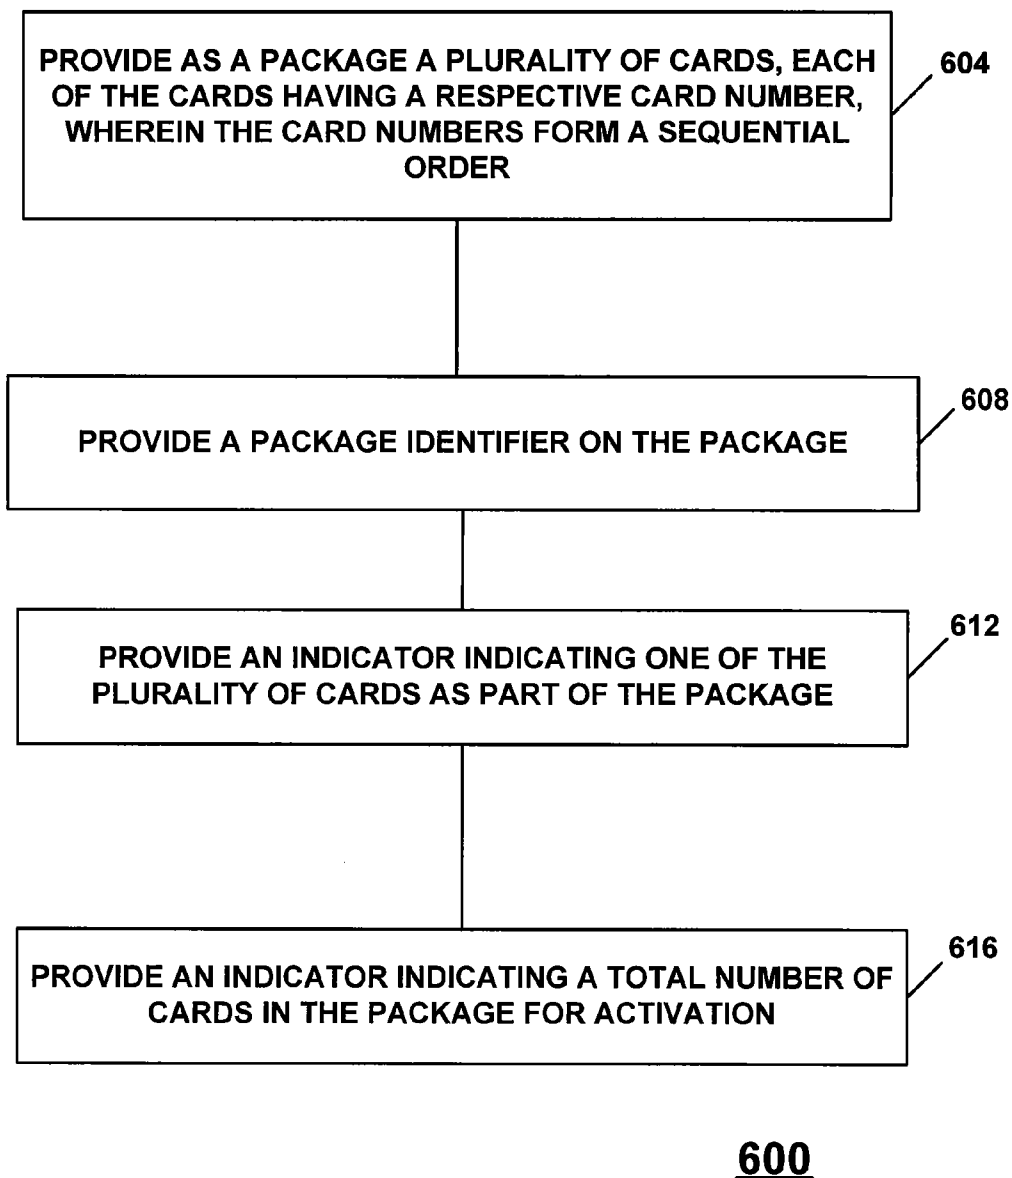 PROVIDE AS A PACKAGE A PLURALITY OF CARDS, EACH
OF THE CARDS HAVING A RESPECTIVE CARD NUMBER,
WHEREIN THE CARD NUMBERS FORM A SEQUENTIAL
ORDER
604
PROVIDE A PACKAGE IDENTIFIER ON THE PACKAGE
608
PROVIDE AN INDICATOR INDICATING ONE OF THE
PLURALITY OF CARDS AS PART OF THE PACKAGE
612
PROVIDE AN INDICATOR INDICATING A TOTAL NUMBER OF
CARDS IN THE PACKAGE FOR ACTIVATION
616
600